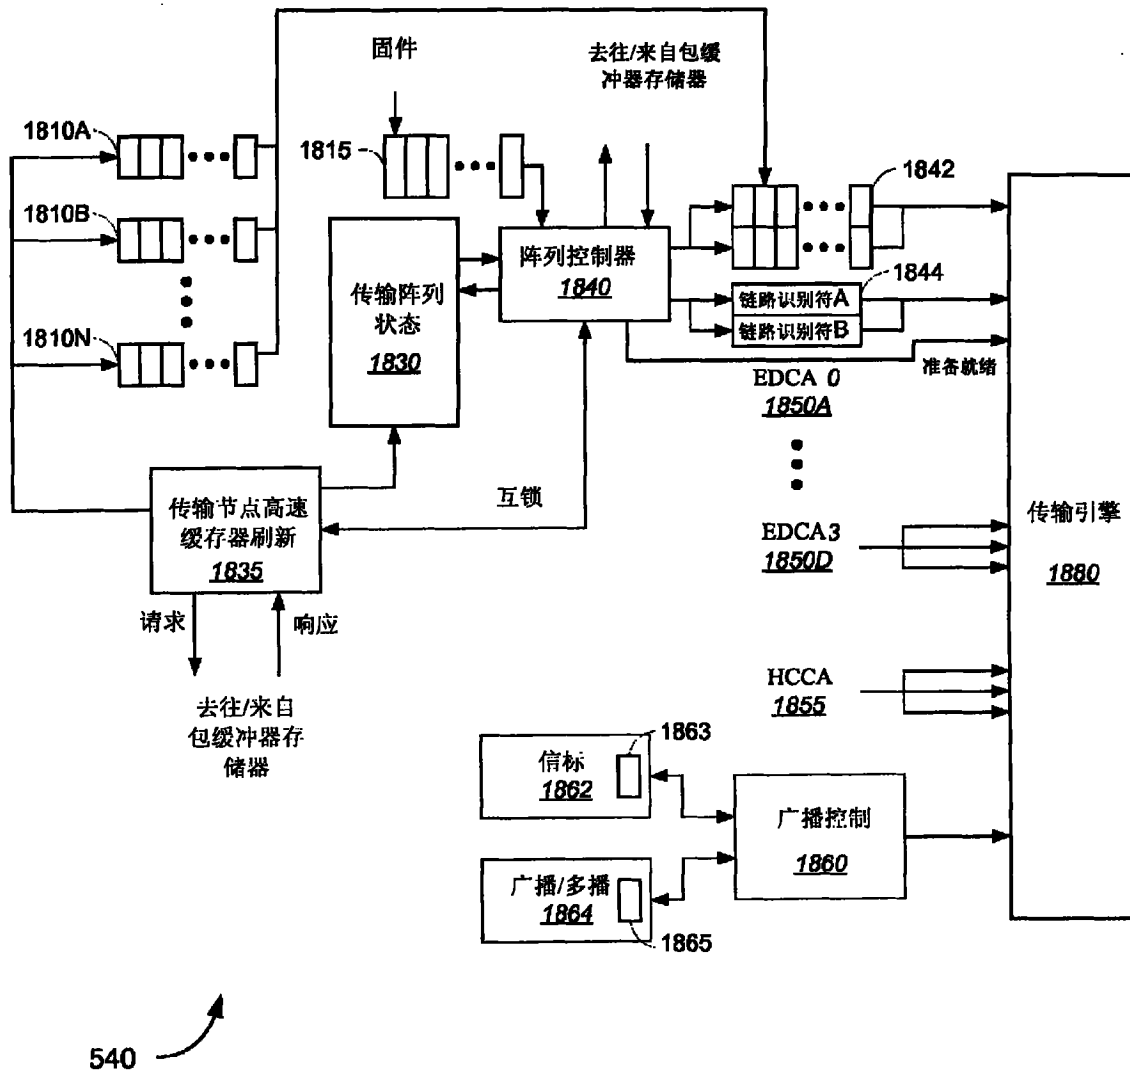 固件
去往/来自包缓
冲器存储器
1810A
1815
1842
1810B
阵列控制器
1840
1844
传输阵列
状态
1830
链路识别符A
链路识别符B
1810N
准备就绪
EDCA 0
1850A
传输节点高速
缓存器刷新
1835
互锁
EDCA3
1850D
传输引擎
1880
请求
响应
去往/来自
包缓冲器存
储器
HCCA
1855
1863
信标
1862
广播控制
1860
广播/多播
1864
1865
540